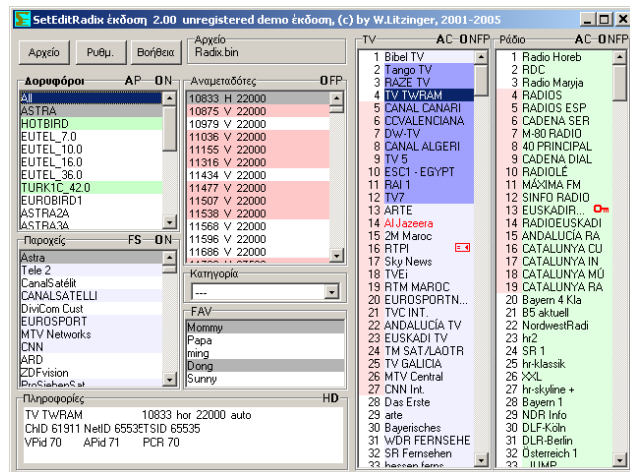 SetEditRadix έκδοση 2.00 unregistered demo έκδοση, (c) by W.Litzinger, 2001-2005
Αρχείο
Ρυθμ.
Βοήθεια
Αρχείο
Radix.bin
Δορυφόροι AP ON
All
ASTRA
HOTBIRD
EUTEL_7.0
EUTEL_10.0
EUTEL_16.0
EUTEL_36.0
TURK1C_42.0
EUROBIRD1
ASTRA2A
ASTRA3A
Αναμεταδότες OFP
10833 H 22000
10875 V 22000
10979 V 22000
11036 V 22000
11155 V 22000
11316 V 22000
11434 V 22000
11477 V 22000
11507 V 22000
11538 V 22000
11568 V 22000
11596 V 22000
11686 V 22000
Παροχείς FS ON
Astra
Tele 2
CanalSatélit
CANALSATELLI
DiviCom Cust
EUROSPORT
MTV Networks
CNN
ARD
ZDFvision
ProSiebenSat
Κατηγορία
---
FAV
Mommy
Papa
ming
Dong
Sunny
Πληροφορίες HD
TV TWRAM 10833 hor 22000 auto
ChID 61911 NetID 65535TSID 65535
VPid 70 APid 71 PCR 70
TV AC ONFP
1 Bibel TV
2 Tango TV
3 RAZE TV
4 TV TWRAM
5 CANAL CANARI
6 CCVALENCIANA
7 DW-TV
8 CANAL ALGERI
9 TV 5
10 ESC1 - EGYPT
11 RAI 1
12 TV7
13 ARTE
14 Al Jazeera
15 2M Maroc
16 RTPI
17 Sky News
18 TVEi
19 RTM MAROC
20 EUROSPORTN...
21 TVC INT.
22 ANDALUCÍA TV
23 EUSKADI TV
24 TM SAT/LAOTR
25 TV GALICIA
26 MTV Central
27 CNN Int.
28 Das Erste
29 arte
30 Bayerisches
31 WDR FERNSEHE
32 SR Fernsehen
33 hessen ferns
Ράδιο AC ONFP
1 Radio Horeb
2 RDC
3 Radio Maryja
4 RADIOS
5 RADIOS ESP
6 CADENA SER
7 M-80 RADIO
8 40 PRINCIPAL
9 CADENA DIAL
10 RADIOLÉ
11 MÁXIMA FM
12 SINFO RADIO
13 EUSKADIR...
14 RADIOEUSKADI
15 ANDALUCÍA RA
16 CATALUNYA CU
17 CATALUNYA IN
18 CATALUNYA MÚ
19 CATALUNYA RA
20 Bayern 4 Kla
21 B5 aktuell
22 NordwestRadi
23 hr2
24 SR 1
25 hr-klassik
26 XXL
27 hr-skyline +
28 Bayern 1
29 NDR Info
30 DLF-Köln
31 DLR-Berlin
32 Österreich 1
33 JUMP